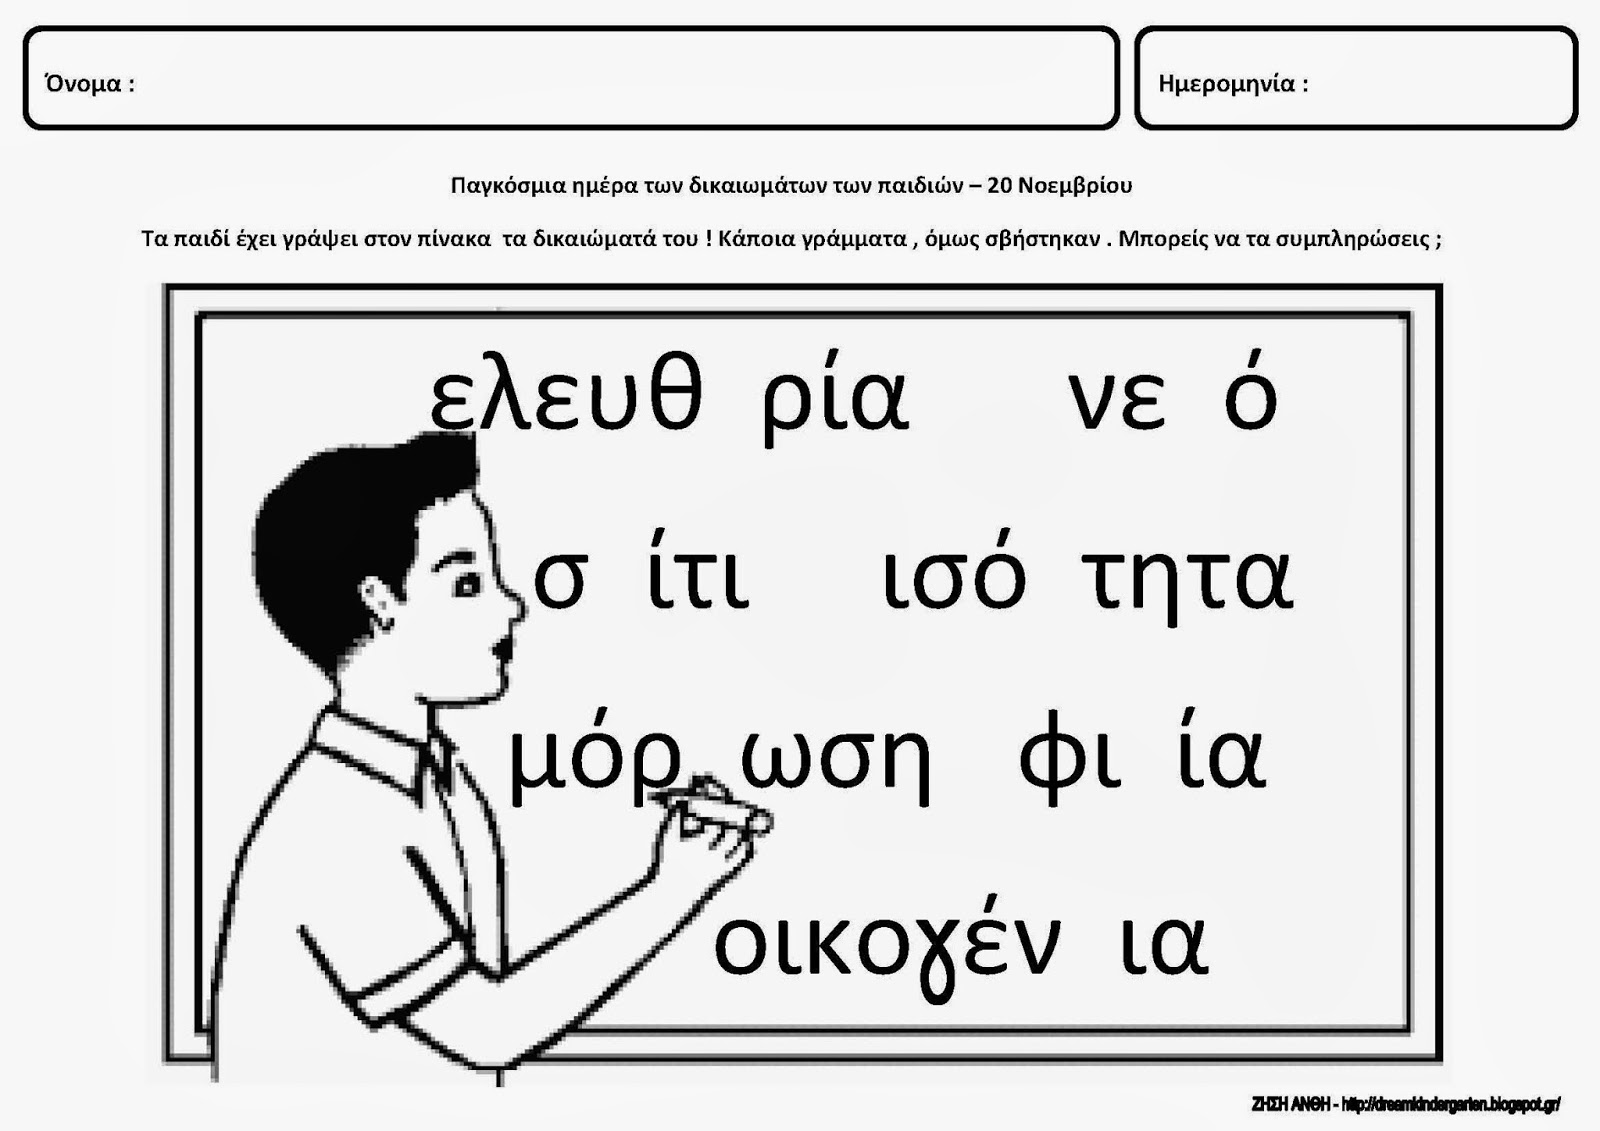 Όνομα :
Ημερομηνία :
Παγκόσμια ημέρα των δικαιωμάτων των παιδιών – 20 Νοεμβρίου
Τα παιδί έχει γράψει στον πίνακα τα δικαιώματά του ! Κάποια γράμματα , όμως σβήστηκαν . Μπορείς να τα συμπληρώσεις ;
ελευθ ρία νε ό
σ ίτι ισό τητα
μόρ ωση φι ία
οικογέν ια
ΖΗΣΗ ΑΝΘΗ - http://dreamkindergarten.blogspot.gr/